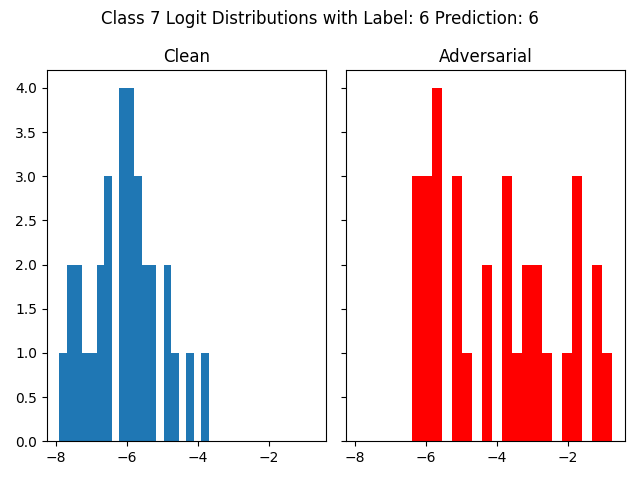 Class 7 Logit Distributions with Label: 6 Prediction: 6
Clean
Adversarial
4.0
3.5
3.0
2.5
2.0
1.5
1.0
0.5
0.0
−8 −6 −4 −2
−8 −6 −4 −2